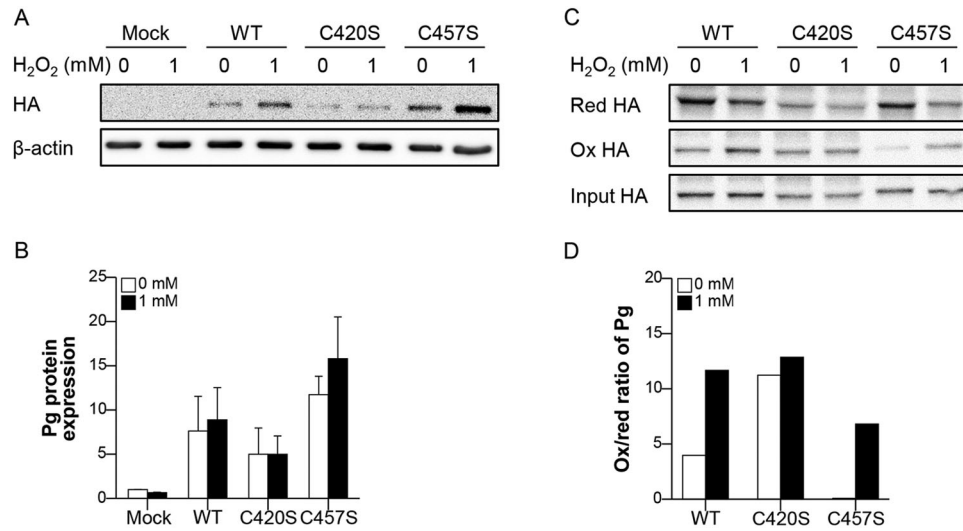 A
Mock WT C420S C457S
H₂O₂ (mM) 0 1 0 1 0 1 0 1
HA
β-actin
B
25
20
15
10
5
0
Pg protein
expression
0 mM
1 mM
Mock WT C420S C457S
C
WT C420S C457S
H₂O₂ (mM) 0 1 0 1 0 1
Red HA
Ox HA
Input HA
D
20
15
10
5
0
Ox/red ratio of Pg
0 mM
1 mM
WT C420S C457S